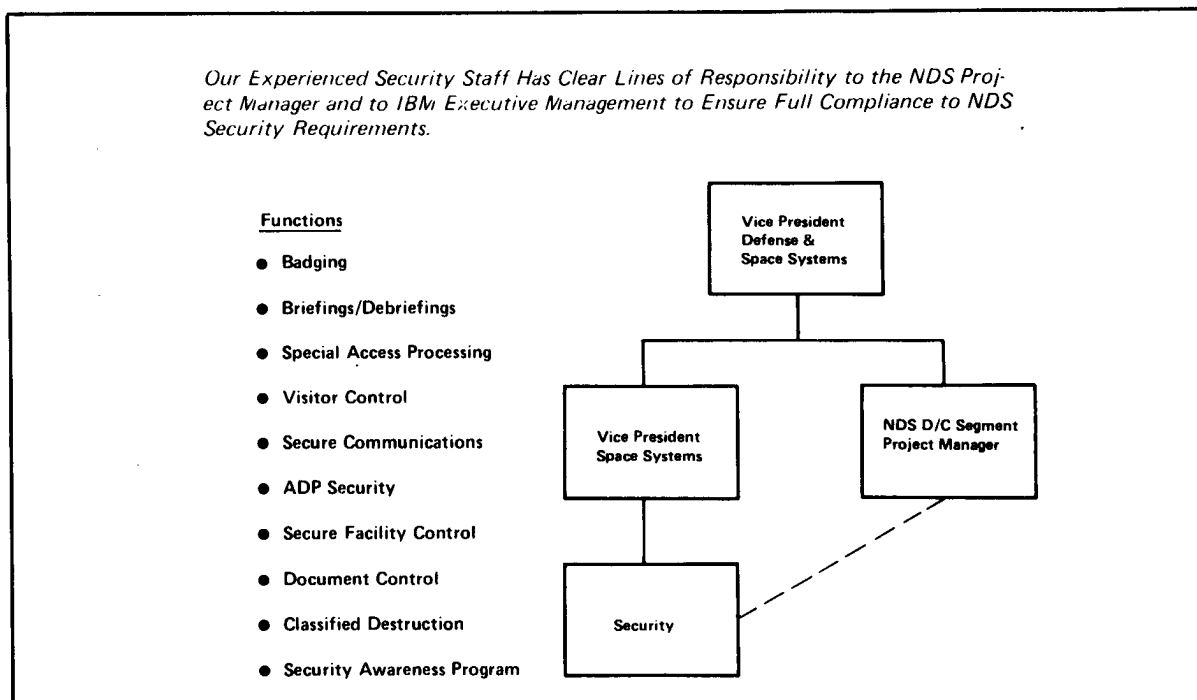 Our Experienced Security Staff Has Clear Lines of Responsibility to the NDS Proj-
ect Manager and to IBM Executive Management to Ensure Full Compliance to NDS
Security Requirements.
Functions
● Badging
● Briefings/Debriefings
● Special Access Processing
● Visitor Control
● Secure Communications
● ADP Security
● Secure Facility Control
● Document Control
● Classified Destruction
● Security Awareness Program
Vice President
Defense &
Space Systems
Vice President
Space Systems
NDS D/C Segment
Project Manager
Security